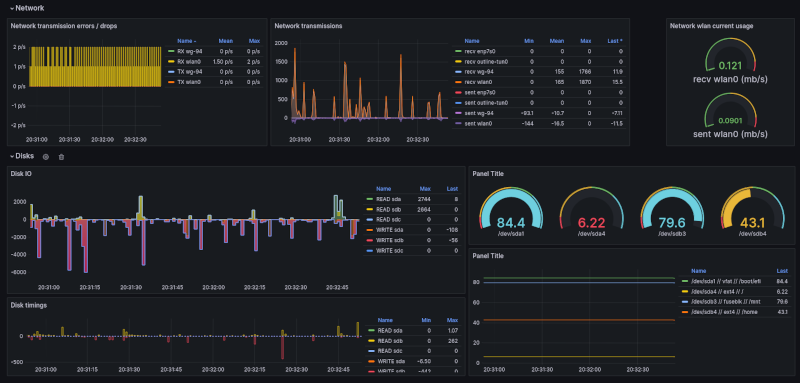 Network
Network transmission errors / drops
2 p/s
1 p/s
0 p/s
-1 p/s
-2 p/s
20:31:00 20:31:30 20:32:00 20:32:30
Name Mean Max
RX wg-94 0 p/s 0 p/s
RX wlan0 1.50 p/s 2 p/s
TX wg-94 0 p/s 0 p/s
TX wlan0 0 p/s 0 p/s
Network transmissions
2000
1500
1000
500
0
20:31:00 20:31:30 20:32:00 20:32:30
Name Min Mean Max Last *
recv enp7s0 0 0 0 0
recv outline-tun0 0 0 0 0
recv wg-94 0 155 1766 11.9
recv wlan0 0 165 1870 15.5
sent enp7s0 0 0 0 0
sent outline-tun0 0 0 0 0
sent wg-94 -93.1 -10.7 0 -7.11
sent wlan0 -144 -16.5 0 -11.5
Network wlan current usage
0.121
recv wlan0 (mb/s)
0.0901
sent wlan0 (mb/s)
Disks
Disk IO
2000
0
-2000
-4000
-6000
20:31:00 20:31:15 20:31:30 20:31:45 20:32:00 20:32:15 20:32:30 20:32:45
Name Max Last
READ sda 2744 8
READ sdb 2664 0
READ sdc 0 0
WRITE sda 0 -108
WRITE sdb 0 -56
WRITE sdc 0 0
Panel Title
84.4
/dev/sda1
6.22
/dev/sda4
79.6
/dev/sdb3
43.1
/dev/sdb4
Disk timings
0
-500
20:31:00 20:31:15 20:31:30 20:31:45 20:32:00 20:32:15 20:32:30 20:32:45
Name Min Max
READ sda 0 1.07
READ sdb 0 262
READ sdc 0 0
WRITE sda -6.50 0
WRITE sdb -442 0
Panel Title
80
60
40
20
20:31:00 20:31:30 20:32:00 20:32:30
Name Last
/dev/sda1 // vfat // /boot/efi 84.4
/dev/sda4 // ext4 // / 6.22
/dev/sdb3 // fuseblk // /mnt 79.6
/dev/sdb4 // ext4 // /home 43.1